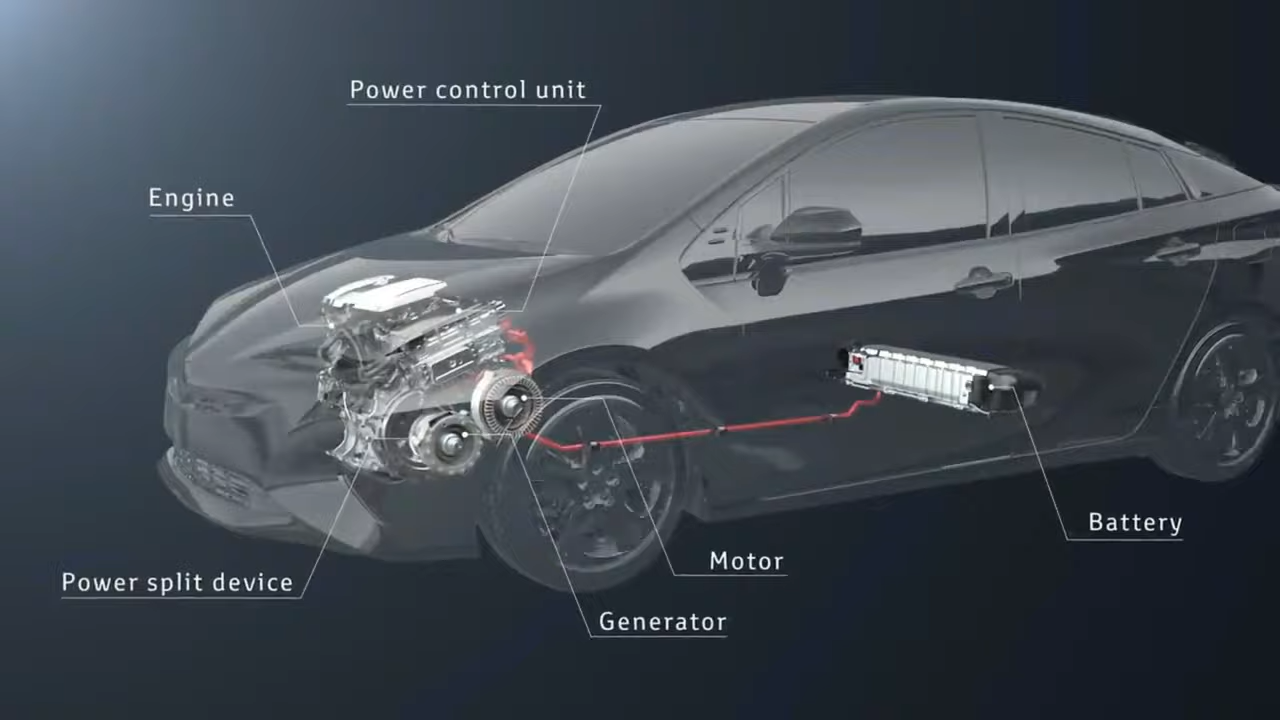 Power control unit
Engine
Battery
Motor
Power split device
Generator